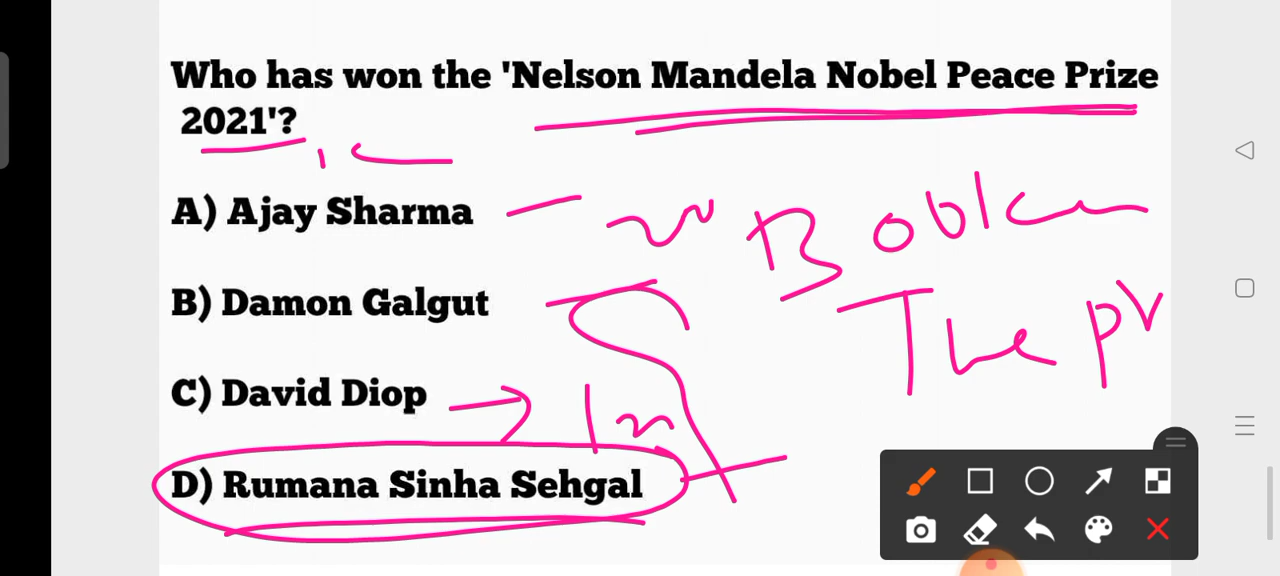 Who has won the 'Nelson Mandela Nobel Peace Prize
2021'?
A) Ajay Sharma
B) Damon Galgut
C) David Diop
D) Rumana Sinha Sehgal
The pr
In